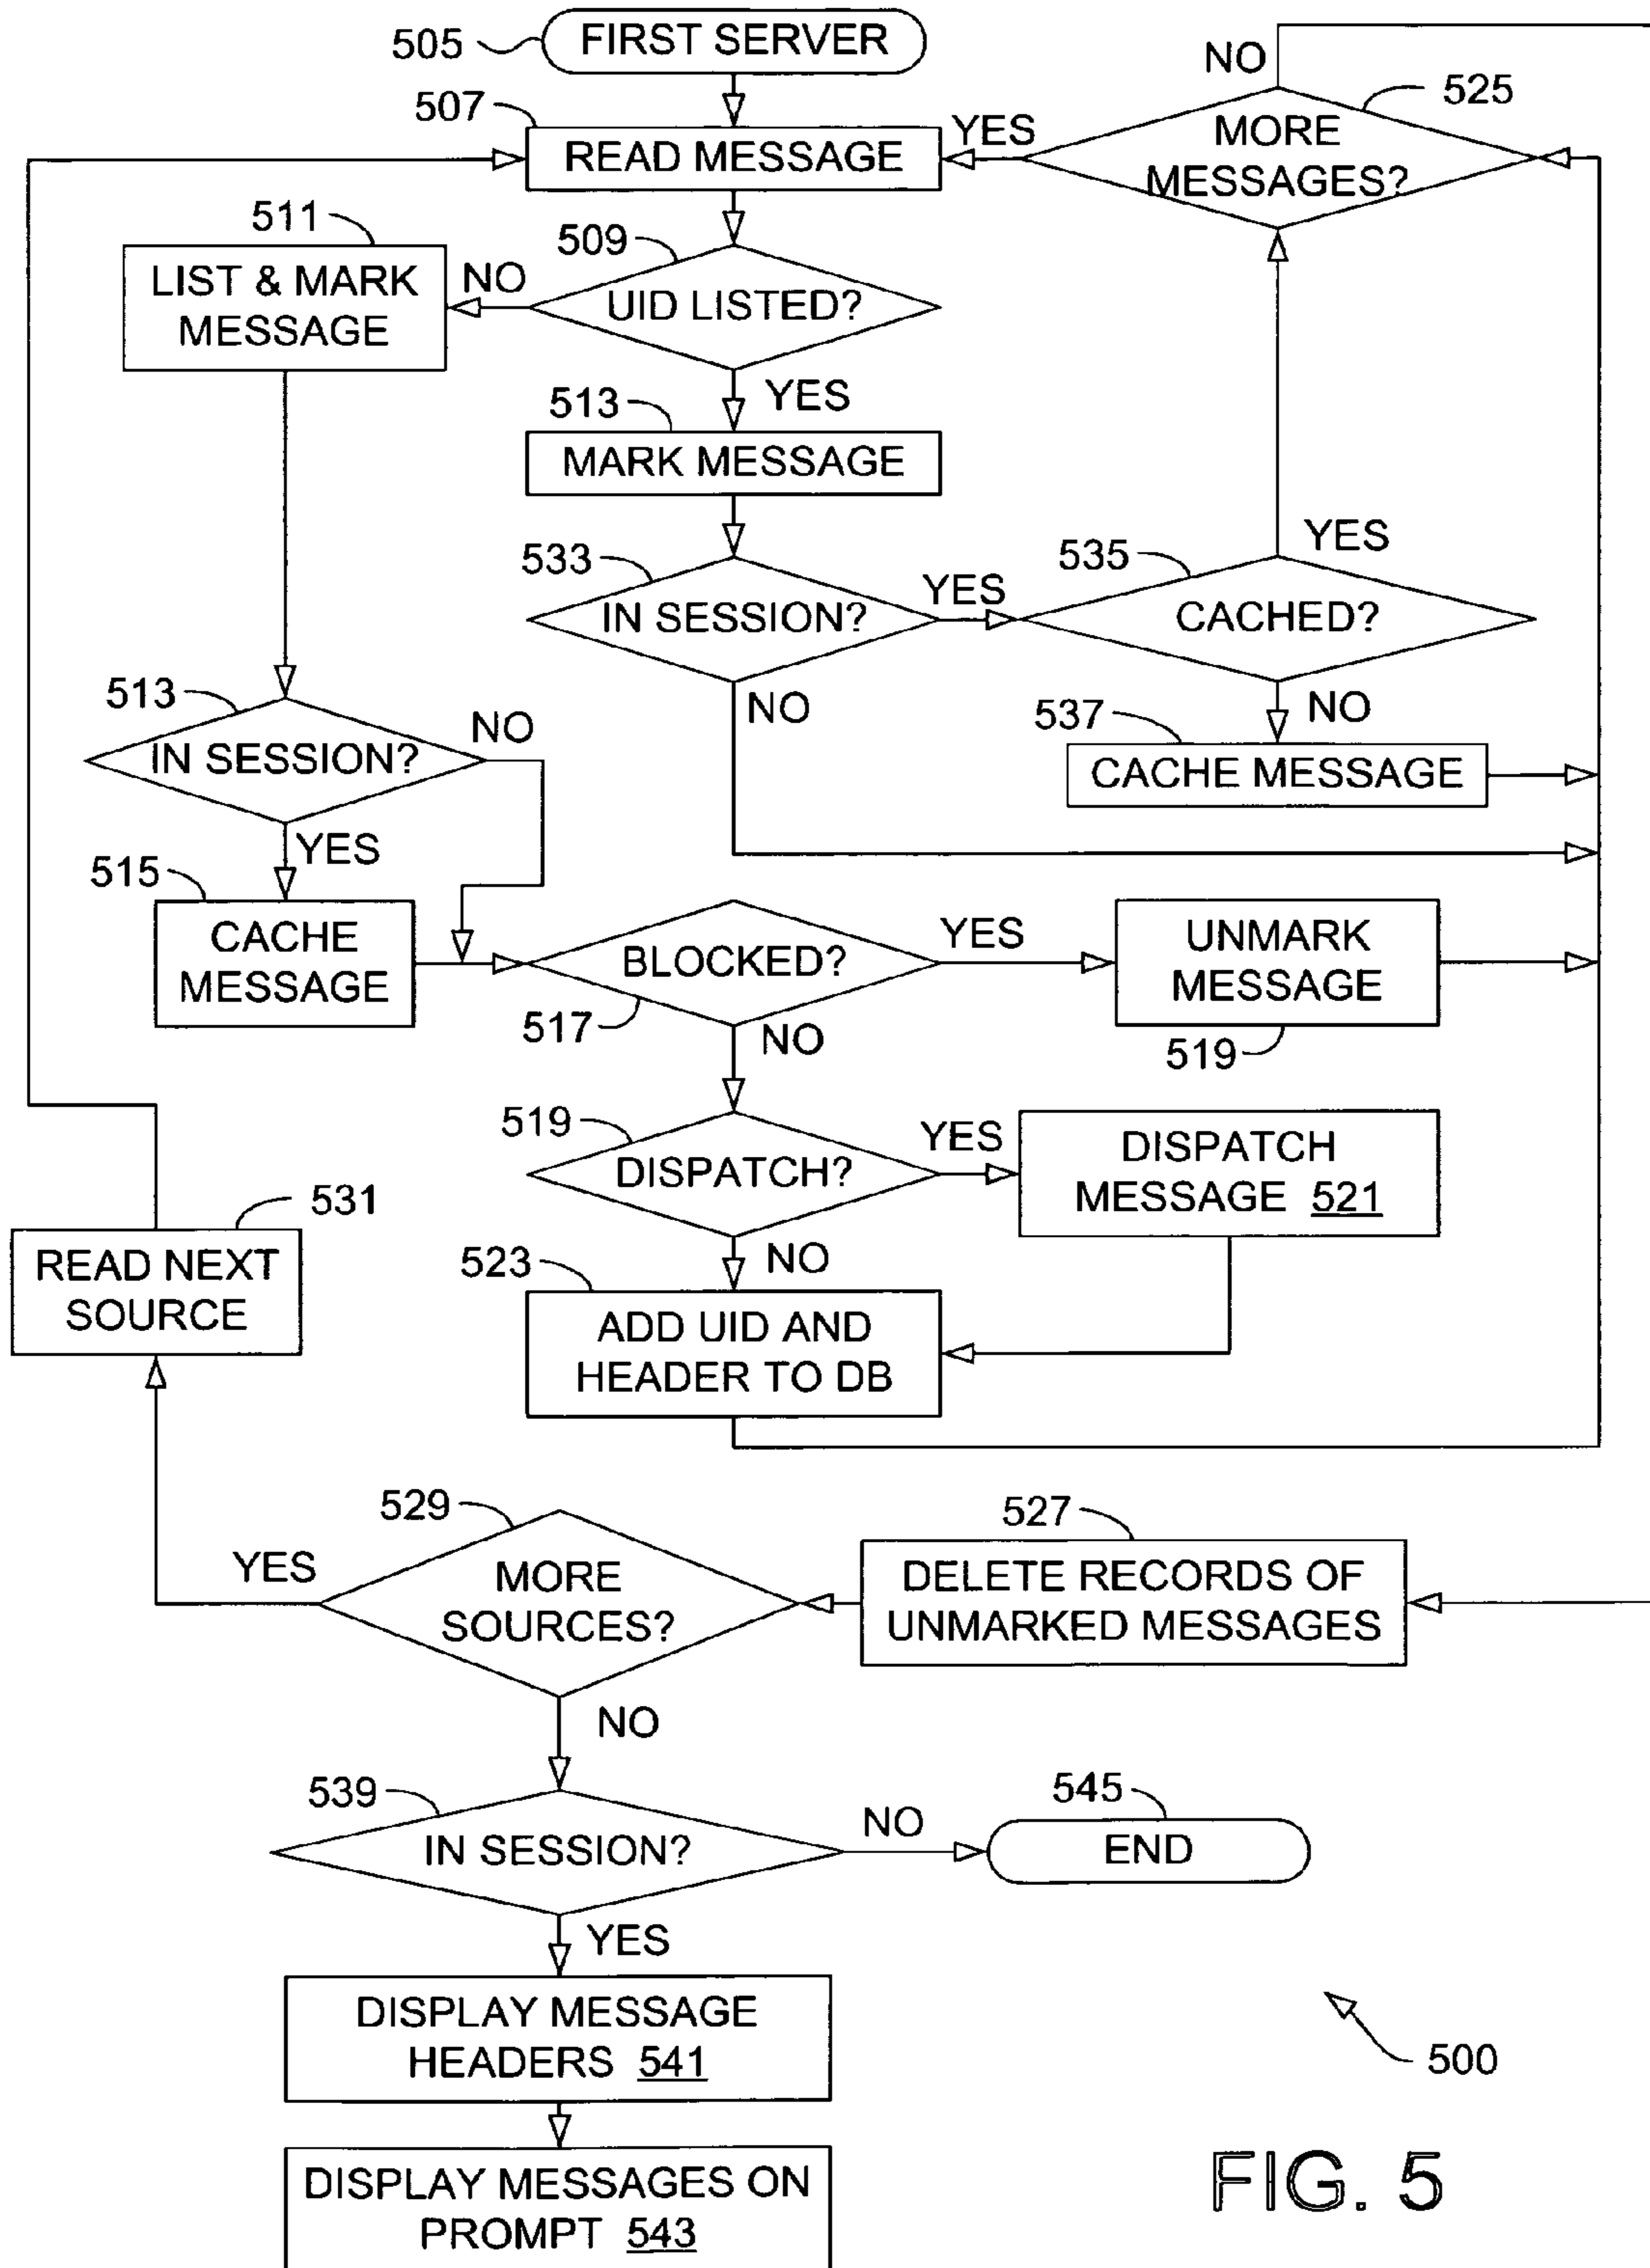 505
FIRST SERVER
NO
525
507
READ MESSAGE
YES
MORE
MESSAGES?
511
LIST & MARK
MESSAGE
NO
509
UID LISTED?
YES
513
MARK MESSAGE
533
IN SESSION?
YES
535
YES
CACHED?
NO
NO
537
CACHE MESSAGE
513
IN SESSION?
NO
YES
515
CACHE
MESSAGE
BLOCKED?
517
YES
UNMARK
MESSAGE
519
NO
519
DISPATCH?
YES
DISPATCH
MESSAGE 521
NO
523
ADD UID AND
HEADER TO DB
531
READ NEXT
SOURCE
529
YES
MORE
SOURCES?
527
DELETE RECORDS OF
UNMARKED MESSAGES
NO
539
IN SESSION?
NO
545
END
YES
DISPLAY MESSAGE
HEADERS 541
DISPLAY MESSAGES ON
PROMPT 543
500
FIG. 5